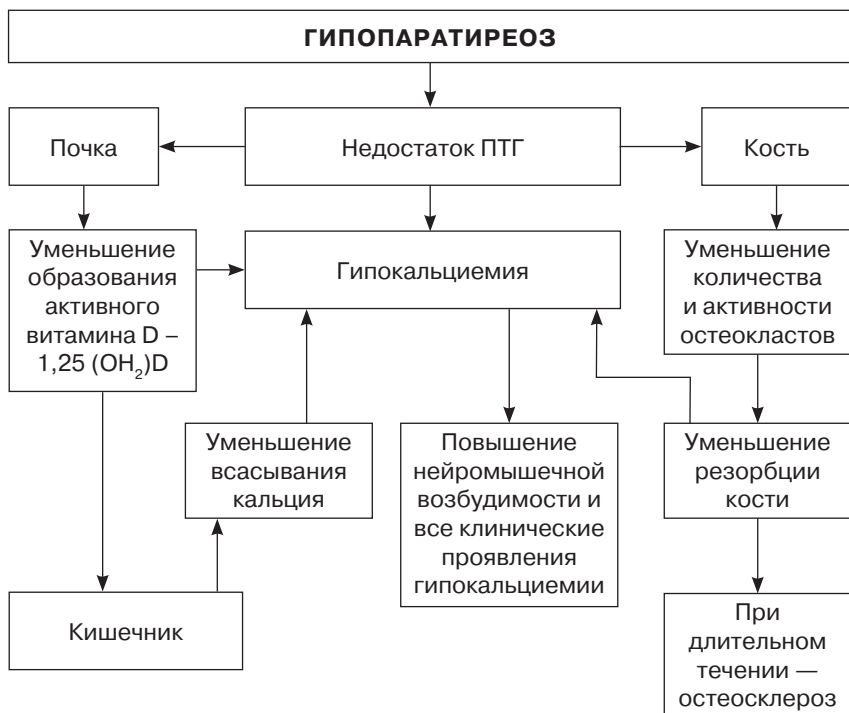 ГИПОПАРАТИРЕОЗ
Почка
Недостаток ПТГ
Кость
Уменьшение
образования
активного
витамина D –
1,25 (OH₂)D
Гипокальциемия
Уменьшение
количества
и активности
остеокластов
Уменьшение
всасывания
кальция
Повышение
нейромышечной
возбудимости и
все клинические
проявления
гипокальциемии
Уменьшение
резорбции
кости
Кишечник
При
длительном
течении —
остеосклероз